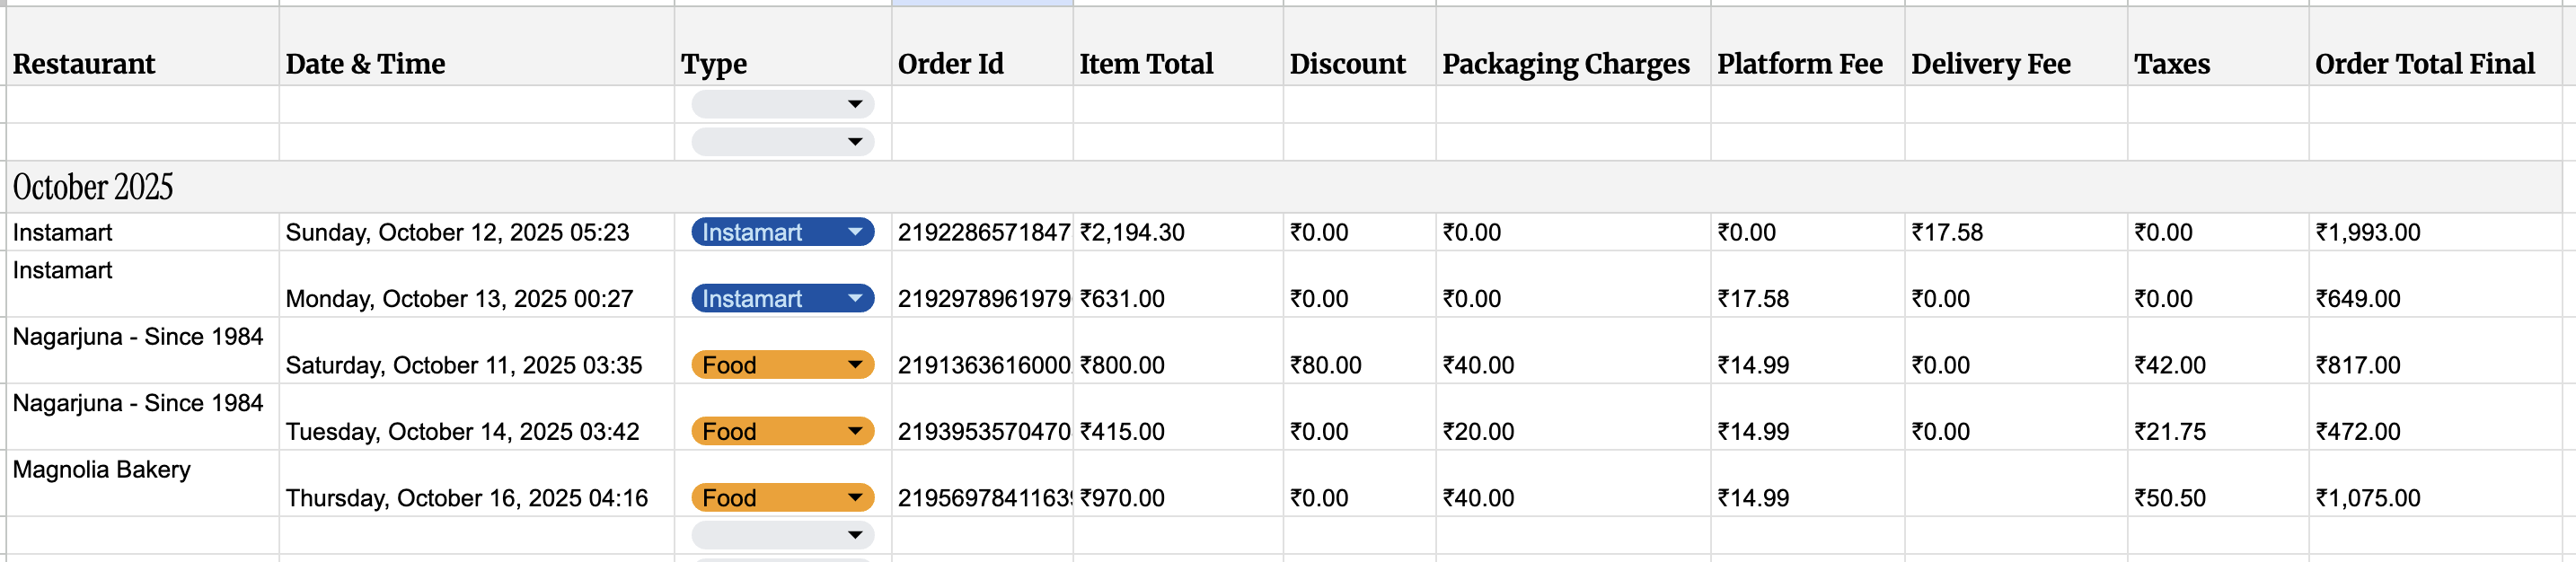 Restaurant Date & Time Type Order Id Item Total Discount Packaging Charges Platform Fee Delivery Fee Taxes Order Total Final
October 2025
Instamart Sunday, October 12, 2025 05:23 Instamart 2192286571847 ₹2,194.30 ₹0.00 ₹0.00 ₹0.00 ₹17.58 ₹0.00 ₹1,993.00
Instamart Monday, October 13, 2025 00:27 Instamart 2192978961979 ₹631.00 ₹0.00 ₹0.00 ₹17.58 ₹0.00 ₹0.00 ₹649.00
Nagarjuna - Since 1984 Saturday, October 11, 2025 03:35 Food 2191363616000 ₹800.00 ₹80.00 ₹40.00 ₹14.99 ₹0.00 ₹42.00 ₹817.00
Nagarjuna - Since 1984 Tuesday, October 14, 2025 03:42 Food 2193953570470 ₹415.00 ₹0.00 ₹20.00 ₹14.99 ₹0.00 ₹21.75 ₹472.00
Magnolia Bakery Thursday, October 16, 2025 04:16 Food 2195697841163 ₹970.00 ₹0.00 ₹40.00 ₹14.99 ₹50.50 ₹1,075.00